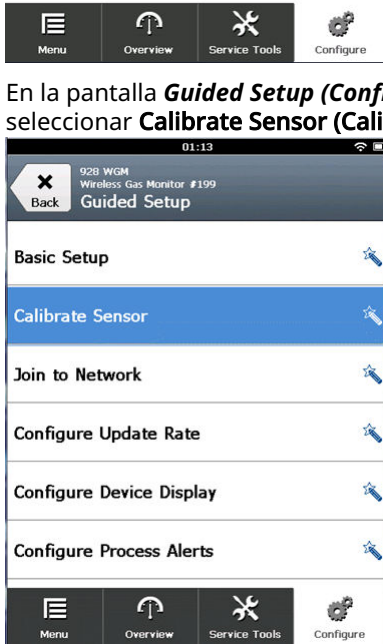 Menu Overview Service Tools Configure
En la pantalla Guided Setup
seleccionar Calibrate Sensor
01:13
928 WGM
Wireless Gas Monitor #199
Back
Guided Setup
Basic Setup
Calibrate Sensor
Join to Network
Configure Update Rate
Configure Device Display
Configure Process Alerts
Menu Overview Service Tools Configure